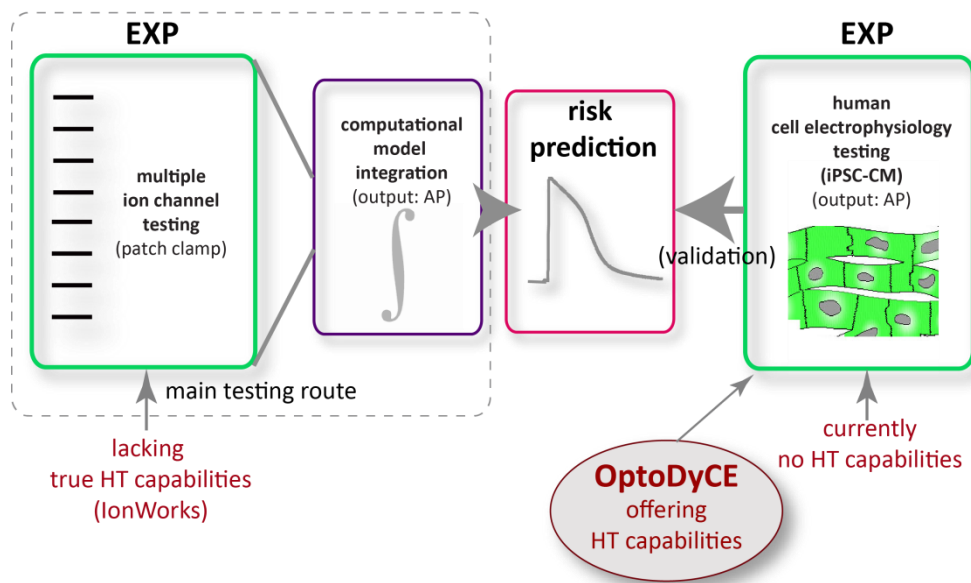 EXP
multiple
ion channel
testing
(patch clamp)
computational
model
integration
(output: AP)
main testing route
lacking
true HT capabilities
(IonWorks)
risk
prediction
(validation)
EXP
human
cell electrophysiology
testing
(iPSC-CM)
(output: AP)
OptoDyCE
offering
HT capabilities
currently
no HT capabilities